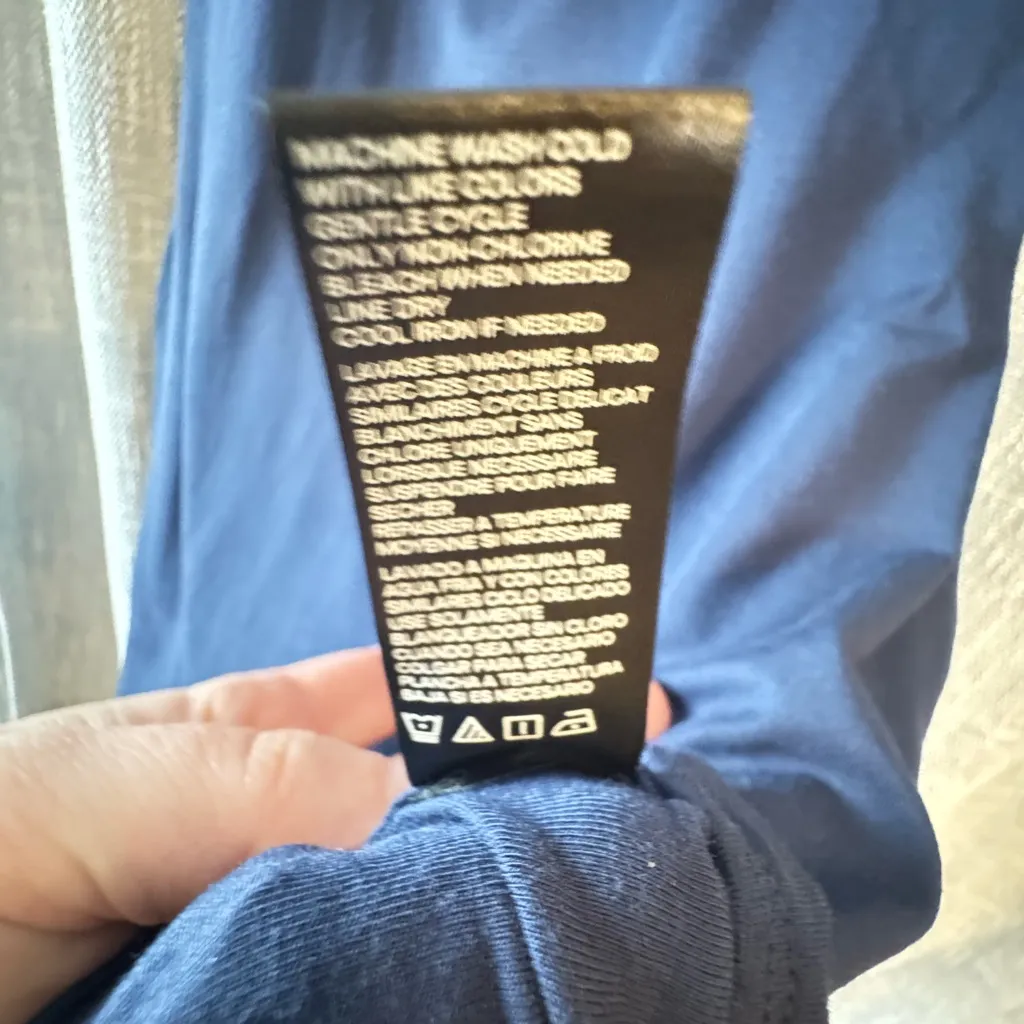 MACHINE WASH COLD
WITH LIKE COLORS
GENTLE CYCLE
ONLY NON-CHLORINE
BLEACH WHEN NEEDED
LINE DRY
COOL IRON IF NEEDED
LAVAGE EN MACHINE A FROID
AVEC DES COULEURS
SIMILAIRES CYCLE DELICAT
BLANCHIMENT SANS
CHLORE UNIQUEMENT
LORSQUE NECESSAIRE
SUSPENDRE POUR FAIRE
SECHER
REPASSER A TEMPERATURE
MOYENNE SI NECESSAIRE
LAVADO A MAQUINA EN
AGUA FRIA Y CON COLORES
SIMILARES CICLO DELICADO
USE SOLAMENTE
BLANQUEADOR SIN CLORO
CUANDO SEA NECESARIO
COLGAR PARA SECAR
PLANCHA A TEMPERATURA
BAJA SI ES NECESARIO